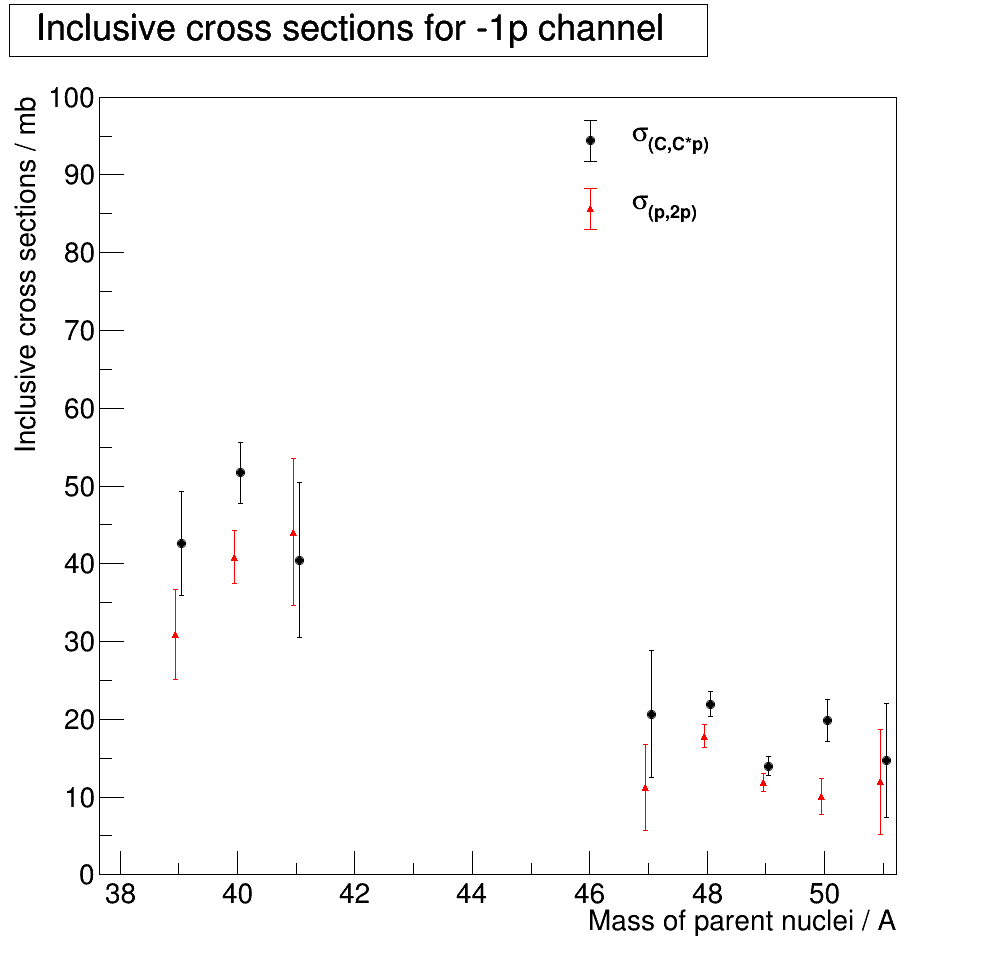 Inclusive cross sections for -1p channel
Inclusive cross sections / mb
100
90
80
70
60
50
40
30
20
10
0
σ(C,C*p)
σ(p,2p)
38 40 42 44 46 48 50
Mass of parent nuclei / A